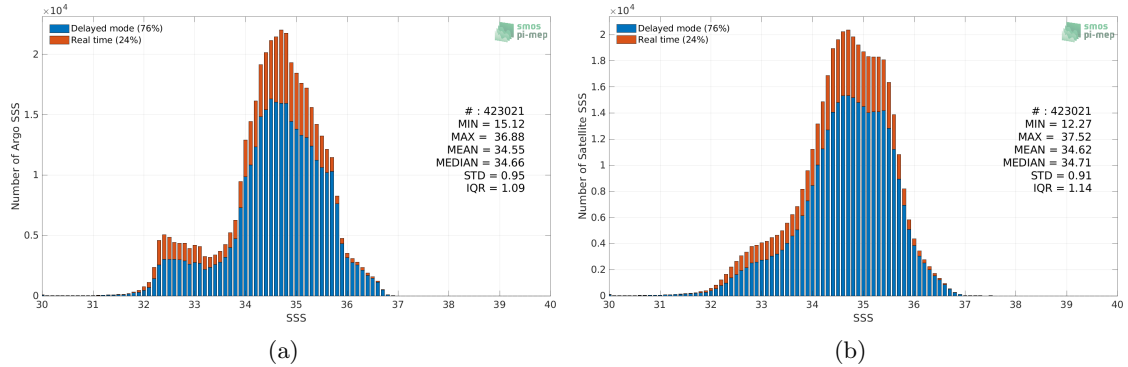 ×10⁴
Delayed mode (76%)
Real time (24%)
smos
pi-mep
# : 423021
MIN = 15.12
MAX = 36.88
MEAN = 34.55
MEDIAN = 34.66
STD = 0.95
IQR = 1.09
Number of Argo SSS
2
1.5
1
0.5
0
30 31 32 33 34 35 36 37 38 39 40
SSS
(a)
×10⁴
Delayed mode (76%)
Real time (24%)
smos
pi-mep
# : 423021
MIN = 12.27
MAX = 37.52
MEAN = 34.62
MEDIAN = 34.71
STD = 0.91
IQR = 1.14
Number of Satellite SSS
2
1.8
1.6
1.4
1.2
1
0.8
0.6
0.4
0.2
0
30 31 32 33 34 35 36 37 38 39 40
SSS
(b)